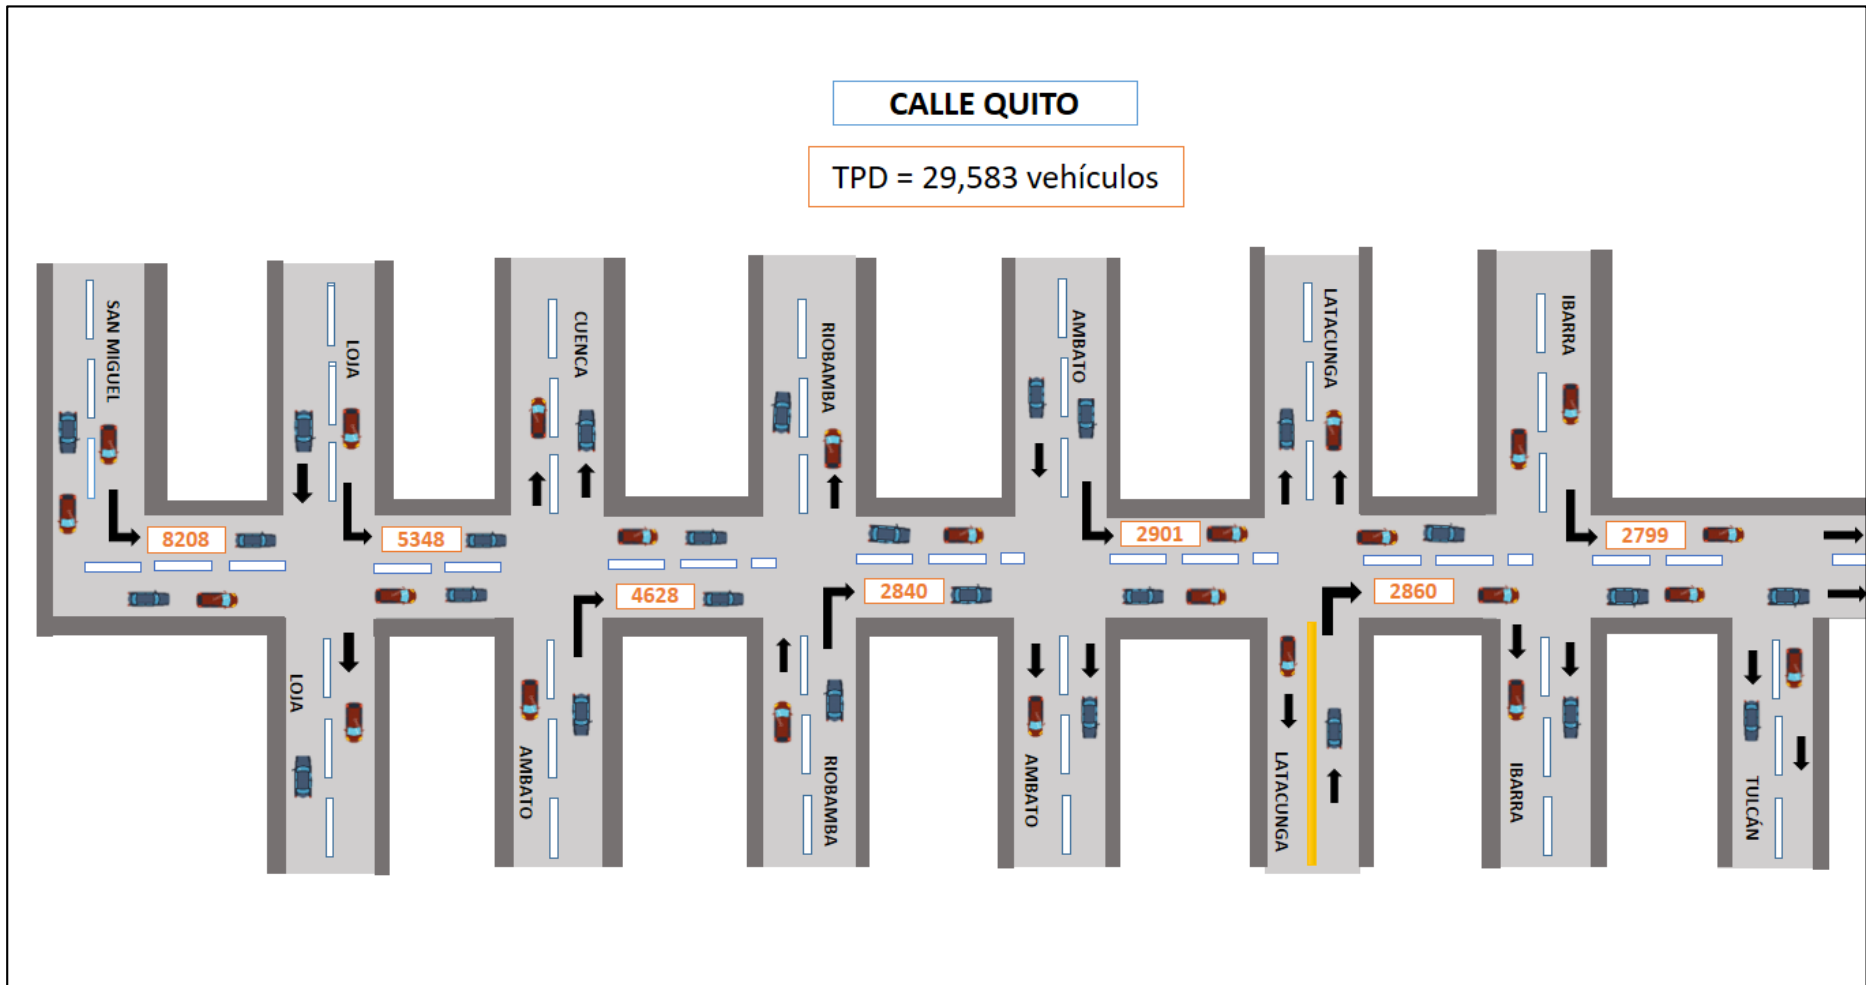 CALLE QUITO
TPD = 29,583 vehículos
SAN MIGUEL
LOJA
CUENCA
RIOBAMBA
AMBATO
LATACUNGA
IBARRA
8208
5348
2901
2799
4628
2840
2860
LOJA
AMBATO
RIOBAMBA
AMBATO
LATACUNGA
IBARRA
TULCÁN